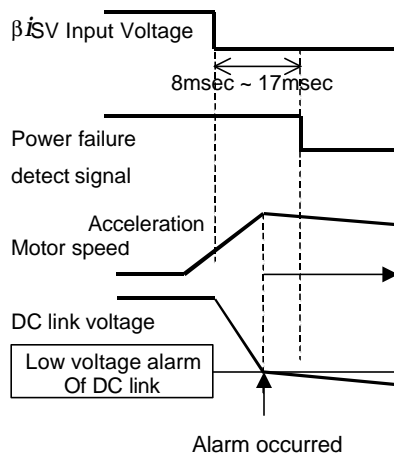 βiSV Input Voltage
8msec ~ 17msec
Power failure
detect signal
Acceleration
Motor speed
DC link voltage
Low voltage alarm
Of DC link
Alarm occurred